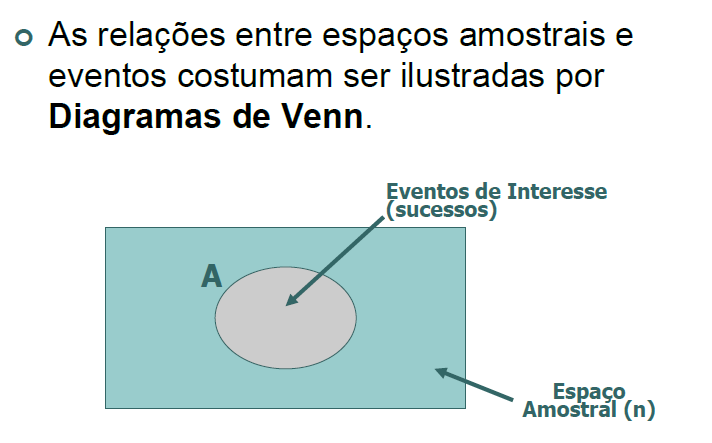 As relações entre espaços amostrais e
eventos costumam ser ilustradas por
Diagramas de Venn.
Eventos de Interesse
(sucessos)
A
Espaço
Amostral (n)